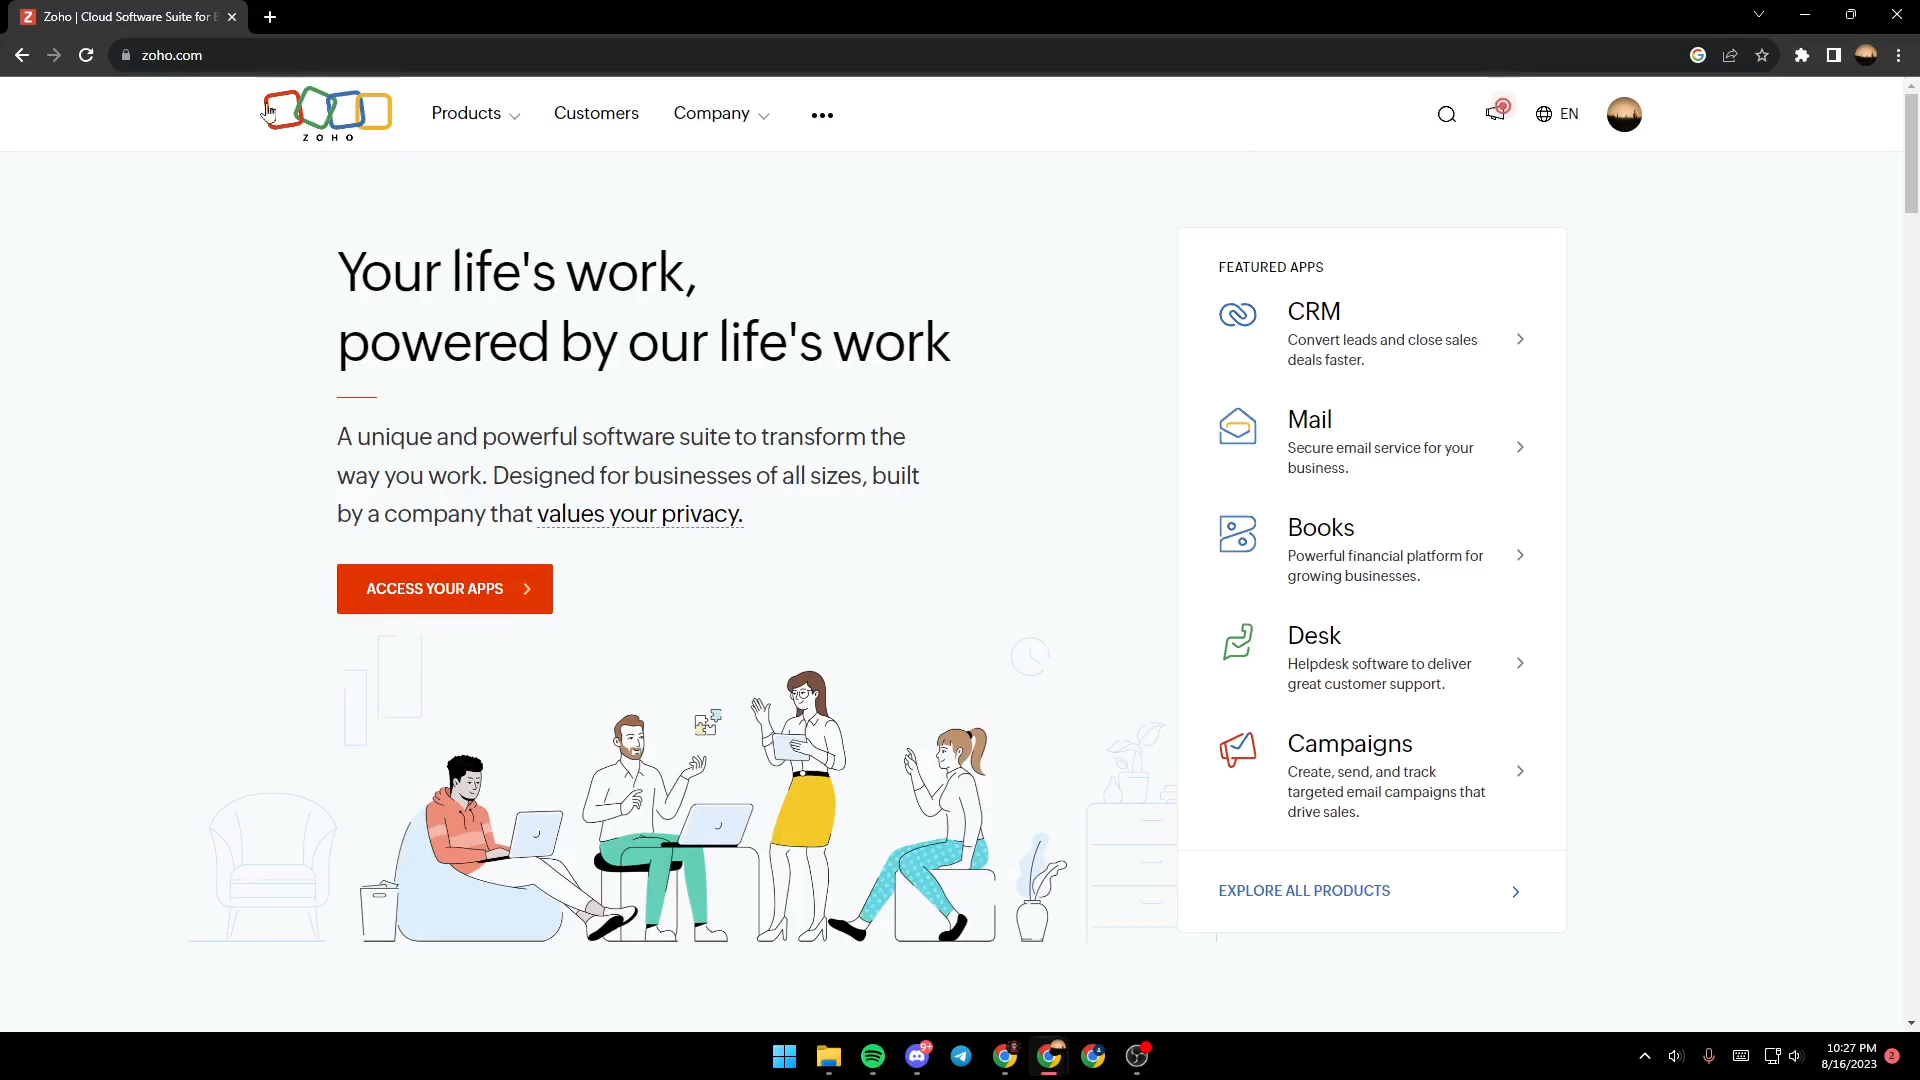 Zoho | Cloud Software Suite for B
zoho.com
ZOHO
Products
Customers
Company
EN
Your life's work,
powered by our life's work
A unique and powerful software suite to transform the
way you work. Designed for businesses of all sizes, built
by a company that values your privacy.
ACCESS YOUR APPS
FEATURED APPS
CRM
Convert leads and close sales
deals faster.
Mail
Secure email service for your
business.
Books
Powerful financial platform for
growing businesses.
Desk
Helpdesk software to deliver
great customer support.
Campaigns
Create, send, and track
targeted email campaigns that
drive sales.
EXPLORE ALL PRODUCTS
9+
10:27 PM
8/16/2023
2